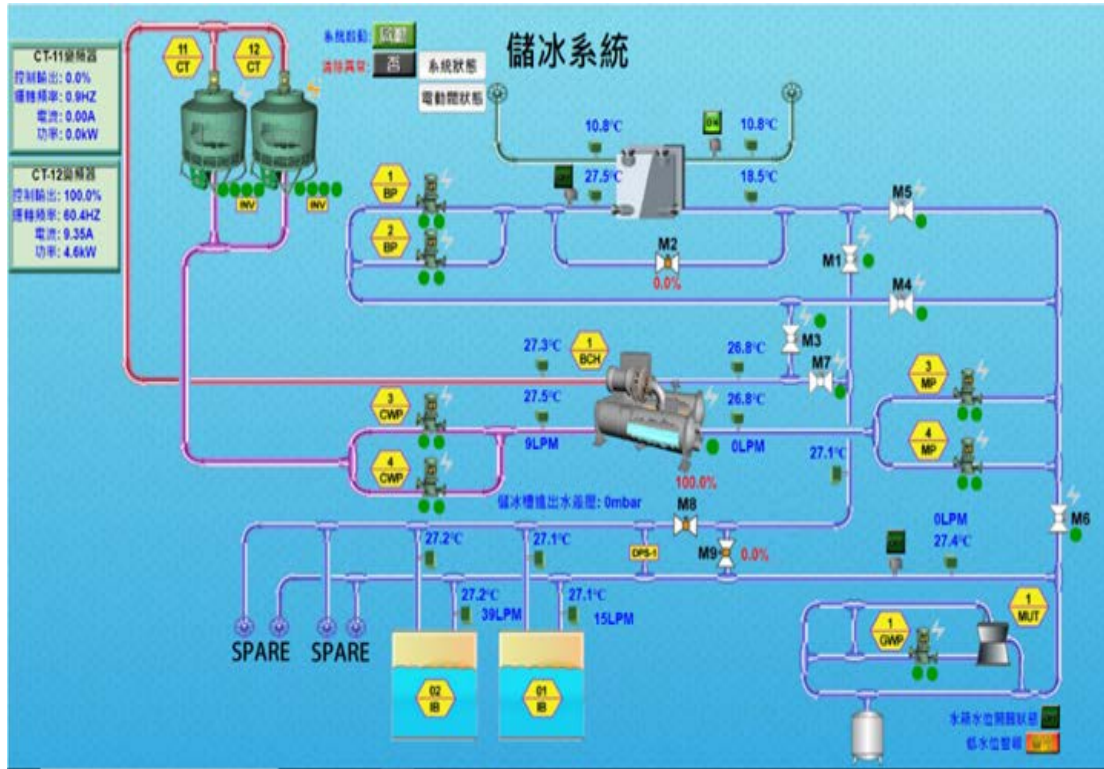 儲冰系統
系統啟動: 啟動
清除異常: 否
系統狀態
電動閥狀態
CT-11變頻器
控制輸出: 0.0%
運轉頻率: 0.9HZ
電流: 0.00A
功率: 0.0kW
CT-12變頻器
控制輸出: 100.0%
運轉頻率: 60.4HZ
電流: 9.35A
功率: 4.6kW
11
CT
12
CT
INV
INV
10.8℃
10.8℃
27.5℃
18.5℃
1
BP
2
BP
M5
M2
0.0%
M1
M4
M3
M7
27.3℃
1
BCH
26.8℃
27.5℃
26.8℃
9LPM
0LPM
100.0%
3
CWP
4
CWP
3
MP
4
MP
27.1℃
儲冰槽進出水差壓: 0mbar
M8
M6
0LPM
27.4℃
27.2℃
27.1℃
DPS-1
M9
0.0%
27.2℃
39LPM
27.1℃
15LPM
SPARE
SPARE
02
IB
01
IB
1
GWP
1
MUT
水箱水位開關狀態
低水位警報